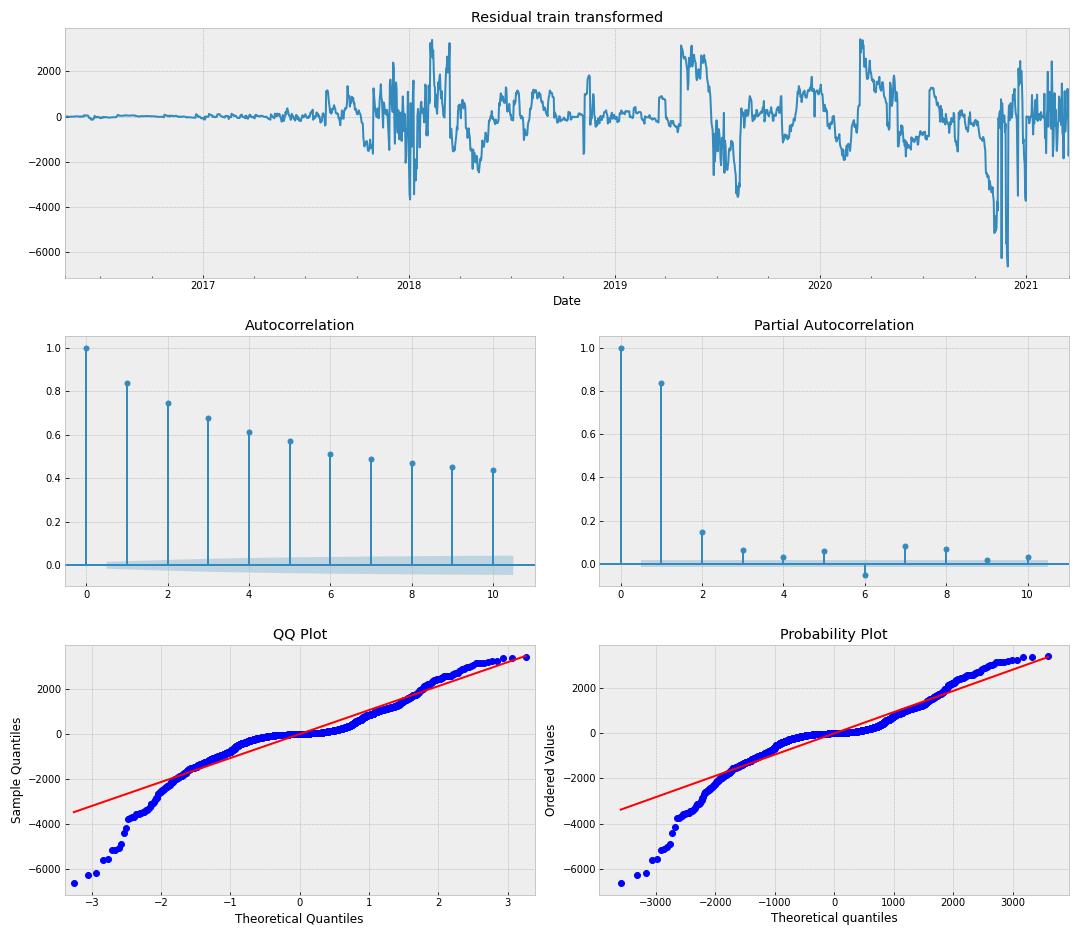 Residual train transformed
2000
0
−2000
−4000
−6000
2017 2018 2019 2020 2021
Date
Autocorrelation
1.0
0.8
0.6
0.4
0.2
0.0
0 2 4 6 8 10
Partial Autocorrelation
1.0
0.8
0.6
0.4
0.2
0.0
0 2 4 6 8 10
QQ Plot
Sample Quantiles
2000
0
−2000
−4000
−6000
−3 −2 −1 0 1 2 3
Theoretical Quantiles
Probability Plot
Ordered Values
2000
0
−2000
−4000
−6000
−3000 −2000 −1000 0 1000 2000 3000
Theoretical quantiles